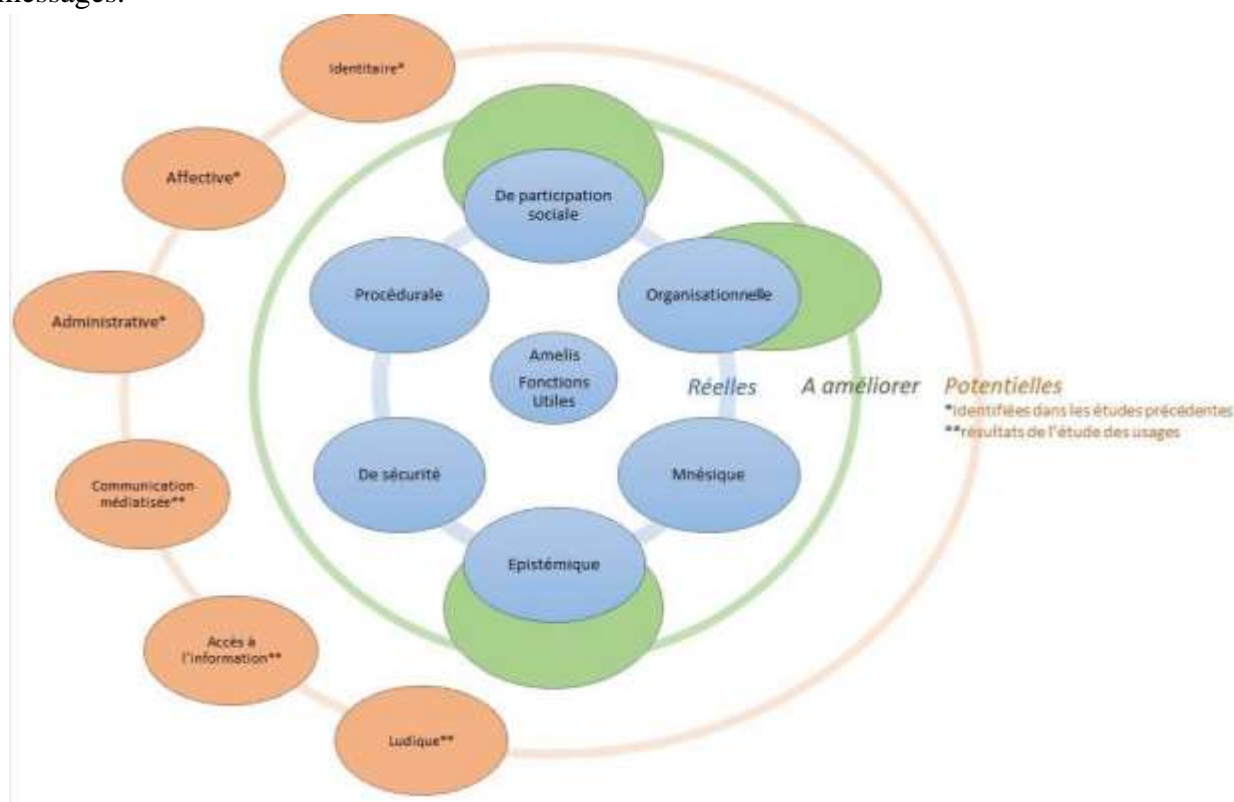 messages.
Identitaire*
Affective*
Administrative*
Communication
médiatisée**
Accès à
l'information**
Ludique**
De participation
sociale
Procédurale
Organisationnelle
Amelis
Fonctions
Utiles
Réelles
A améliorer
Potentielles
*identifiées dans les études précédentes
**résultats de l'étude des usages
De sécurité
Mnésique
Epistémique